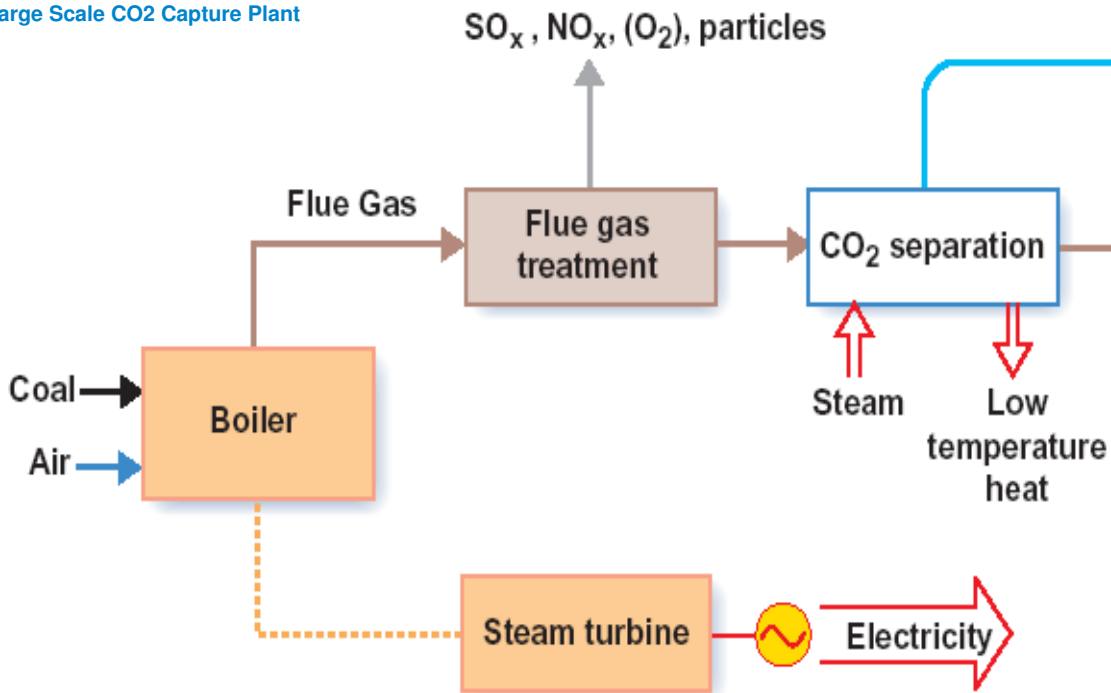 arge Scale CO2 Capture Plant
SOₓ , NOₓ, (O₂), particles
Flue Gas
Flue gas
treatment
CO₂ separation
Coal
Air
Boiler
Steam
Low
temperature
heat
Steam turbine
Electricity